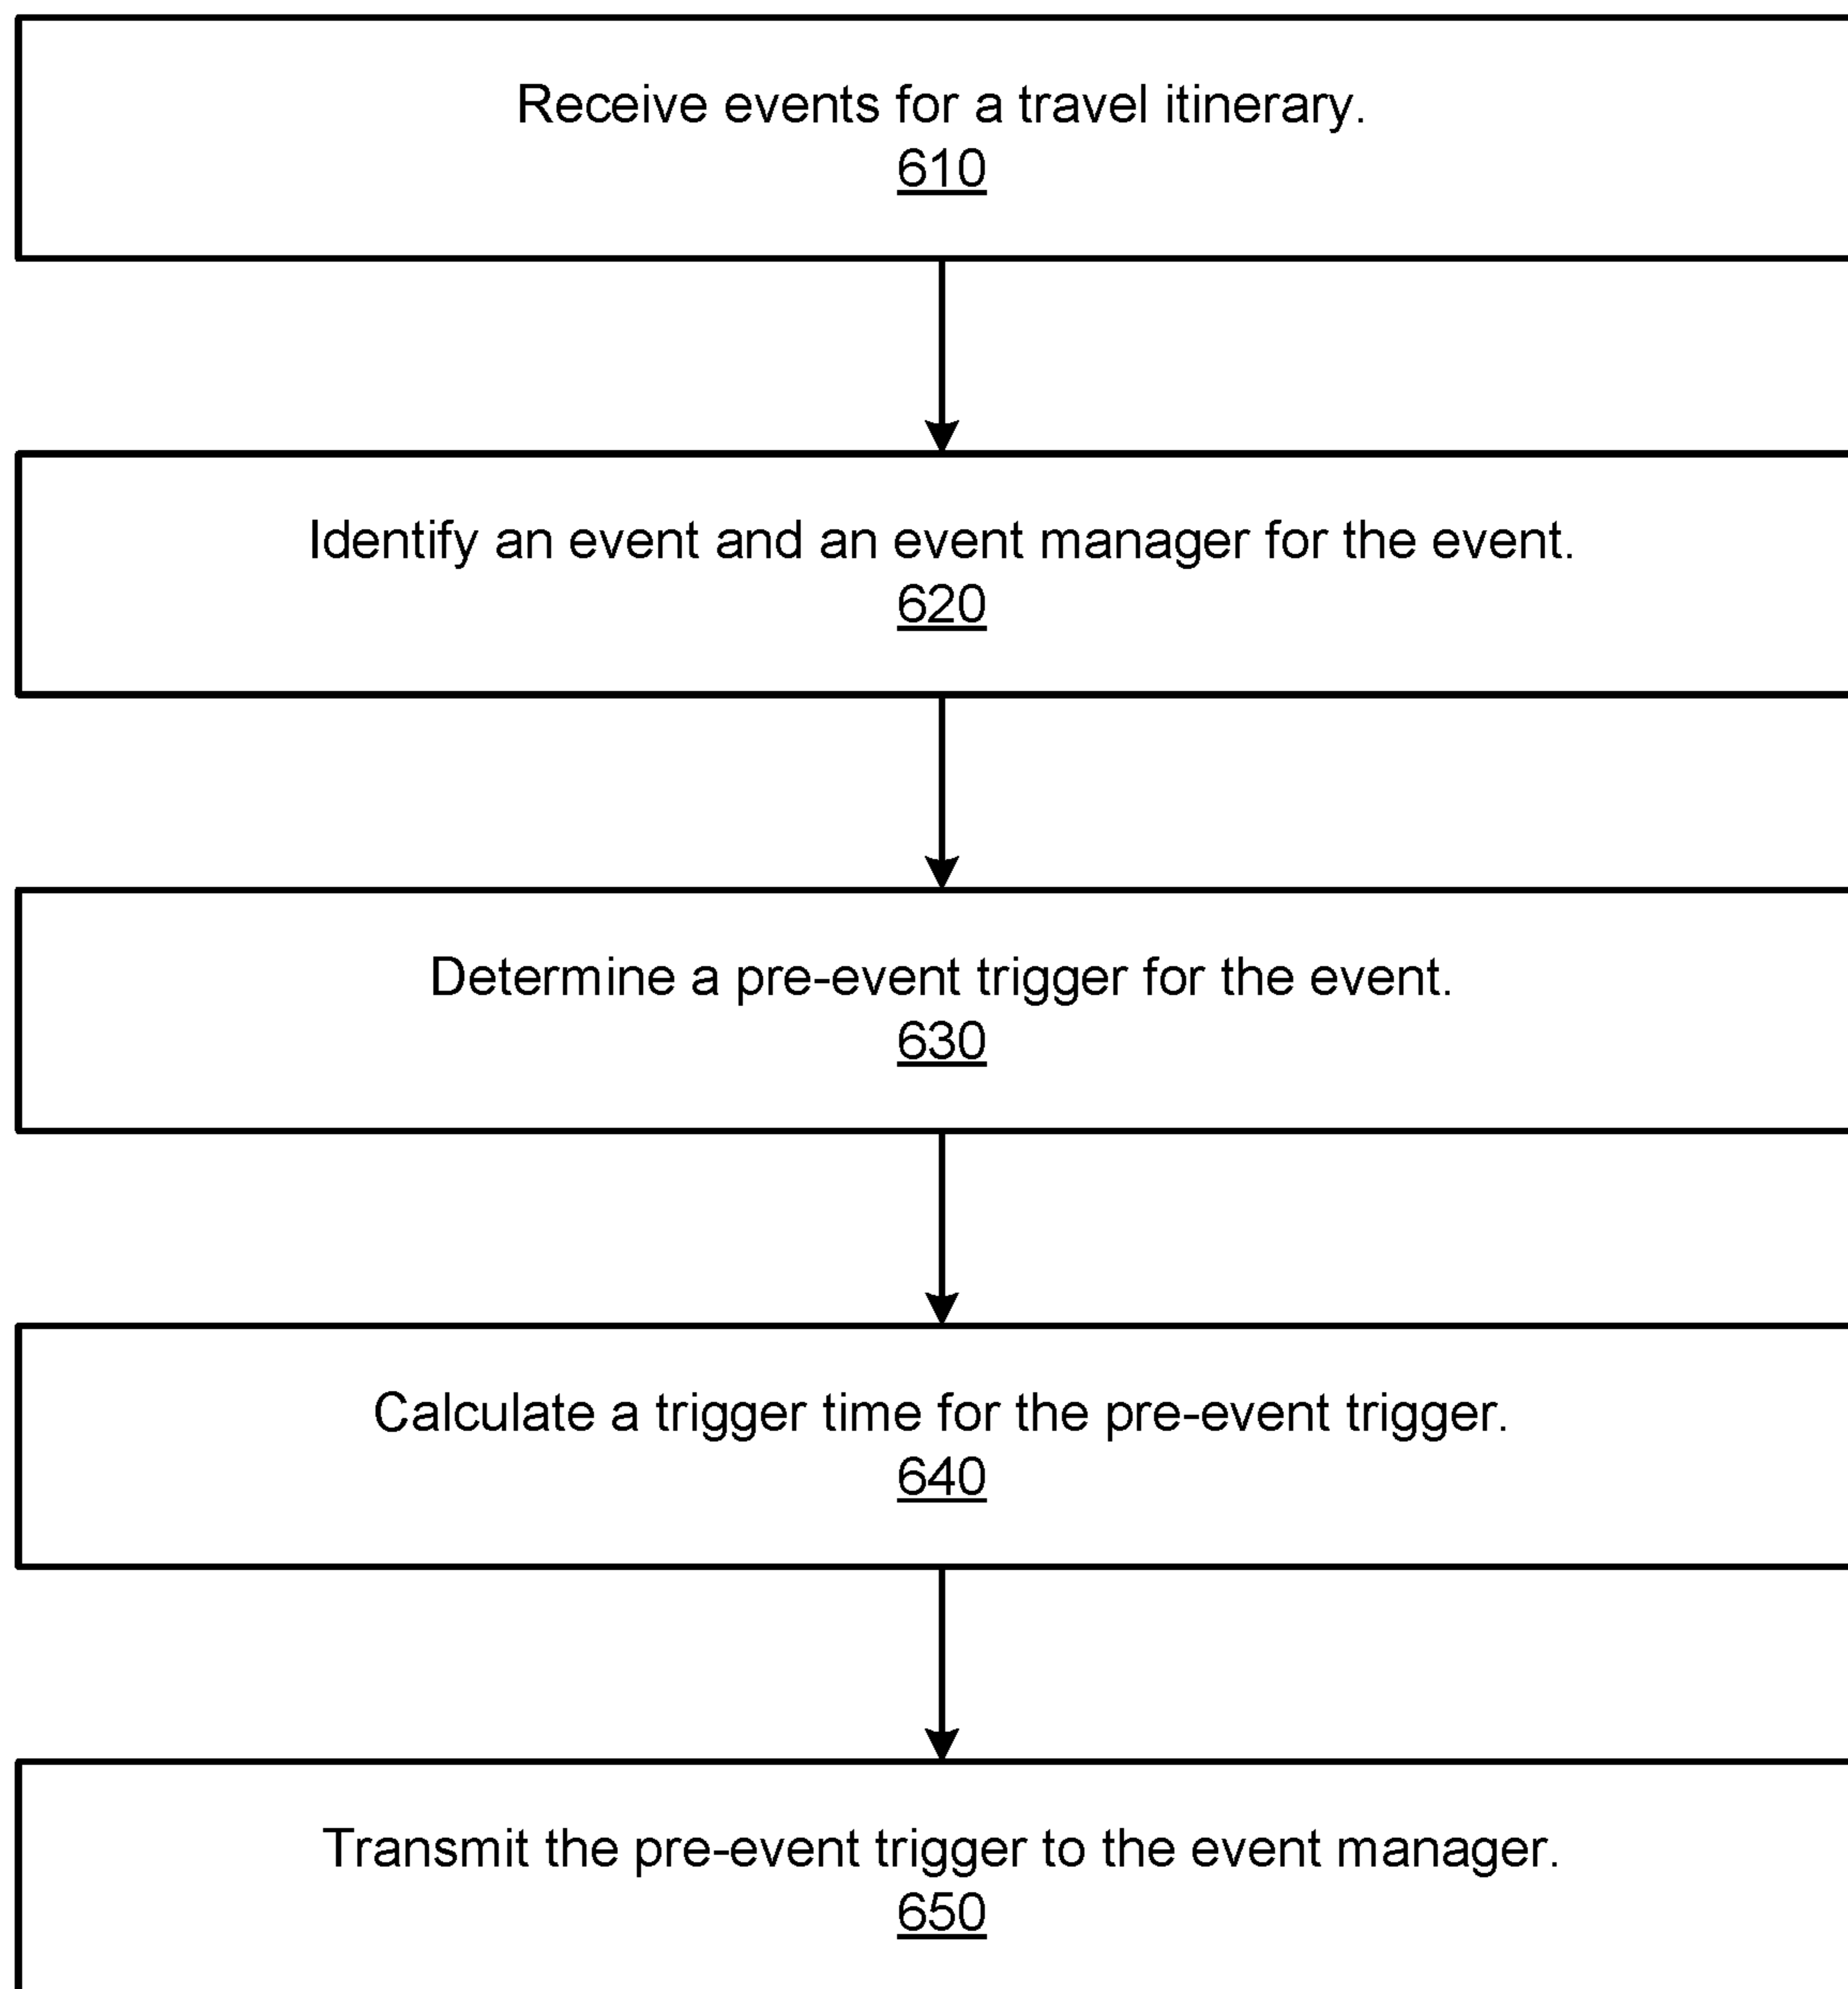 Receive events for a travel itinerary.
610
Identify an event and an event manager for the event.
620
Determine a pre-event trigger for the event.
630
Calculate a trigger time for the pre-event trigger.
640
Transmit the pre-event trigger to the event manager.
650